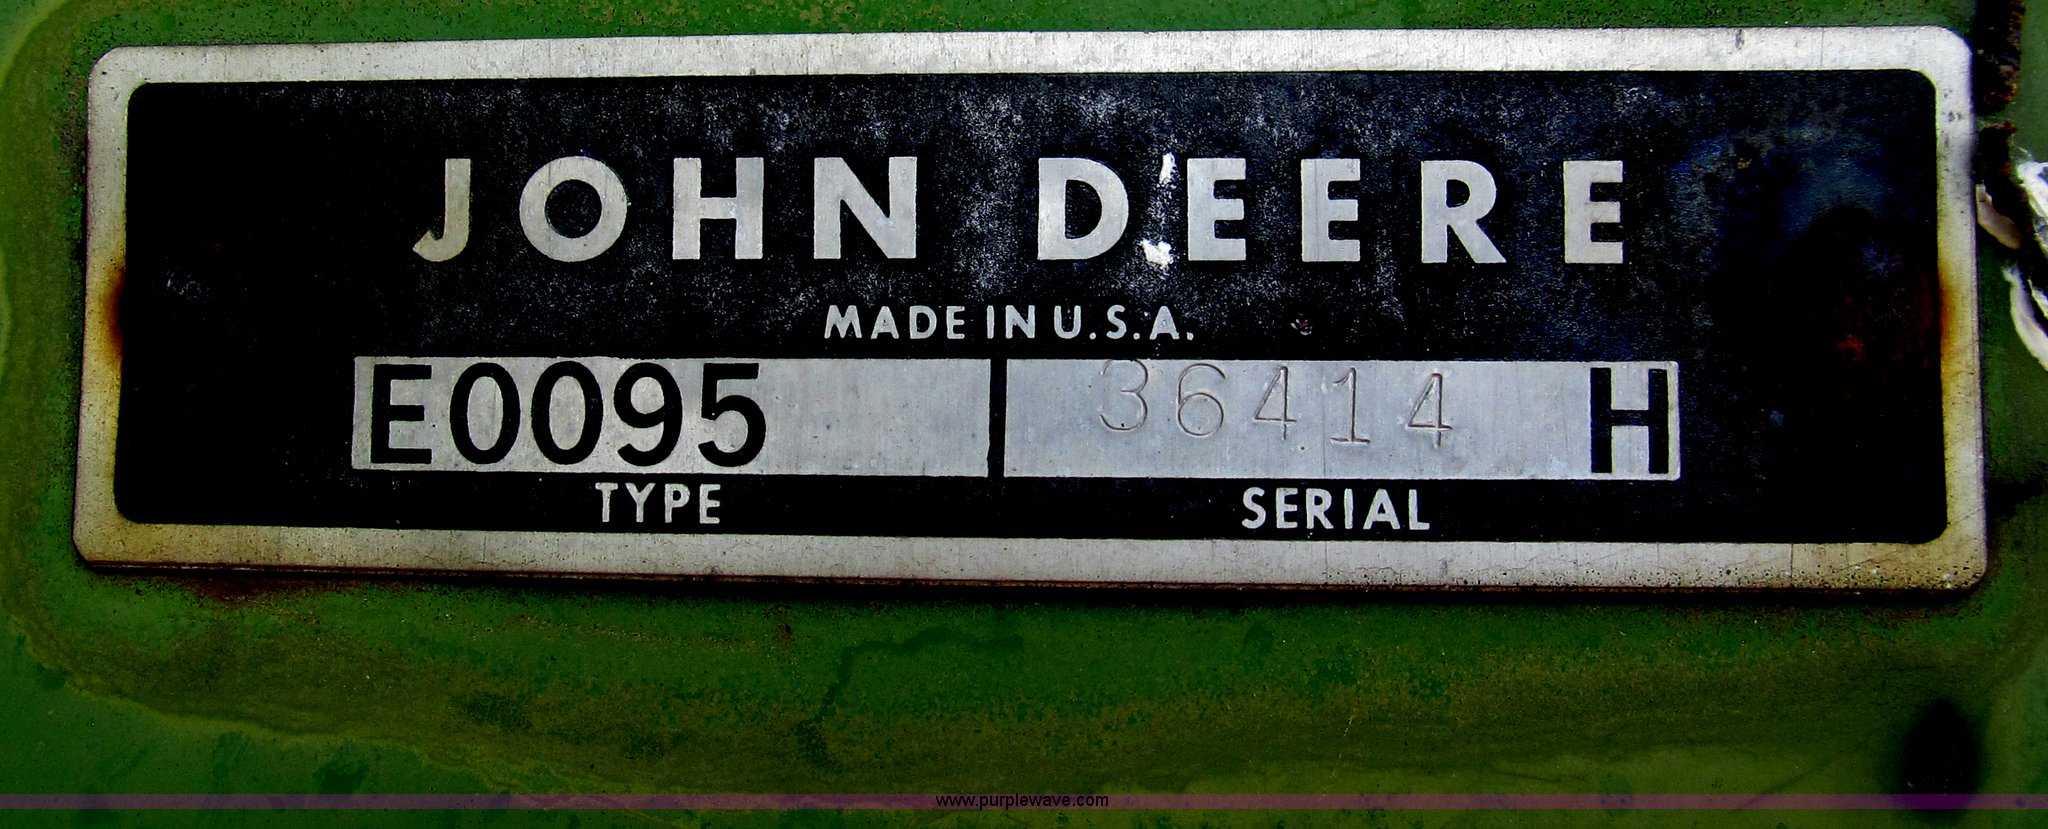 JOHN DEERE
MADE IN U.S.A.
E0095 36414 H
TYPE SERIAL
www.purplewave.com